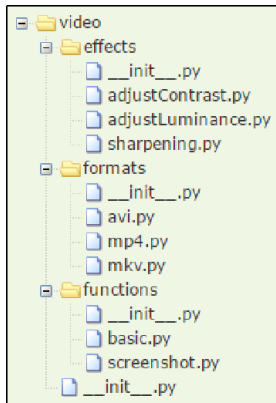 video
effects
__init__.py
adjustContrast.py
adjustLuminance.py
sharpening.py
formats
__init__.py
avi.py
mp4.py
mkv.py
functions
__init__.py
basic.py
screenshot.py
__init__.py